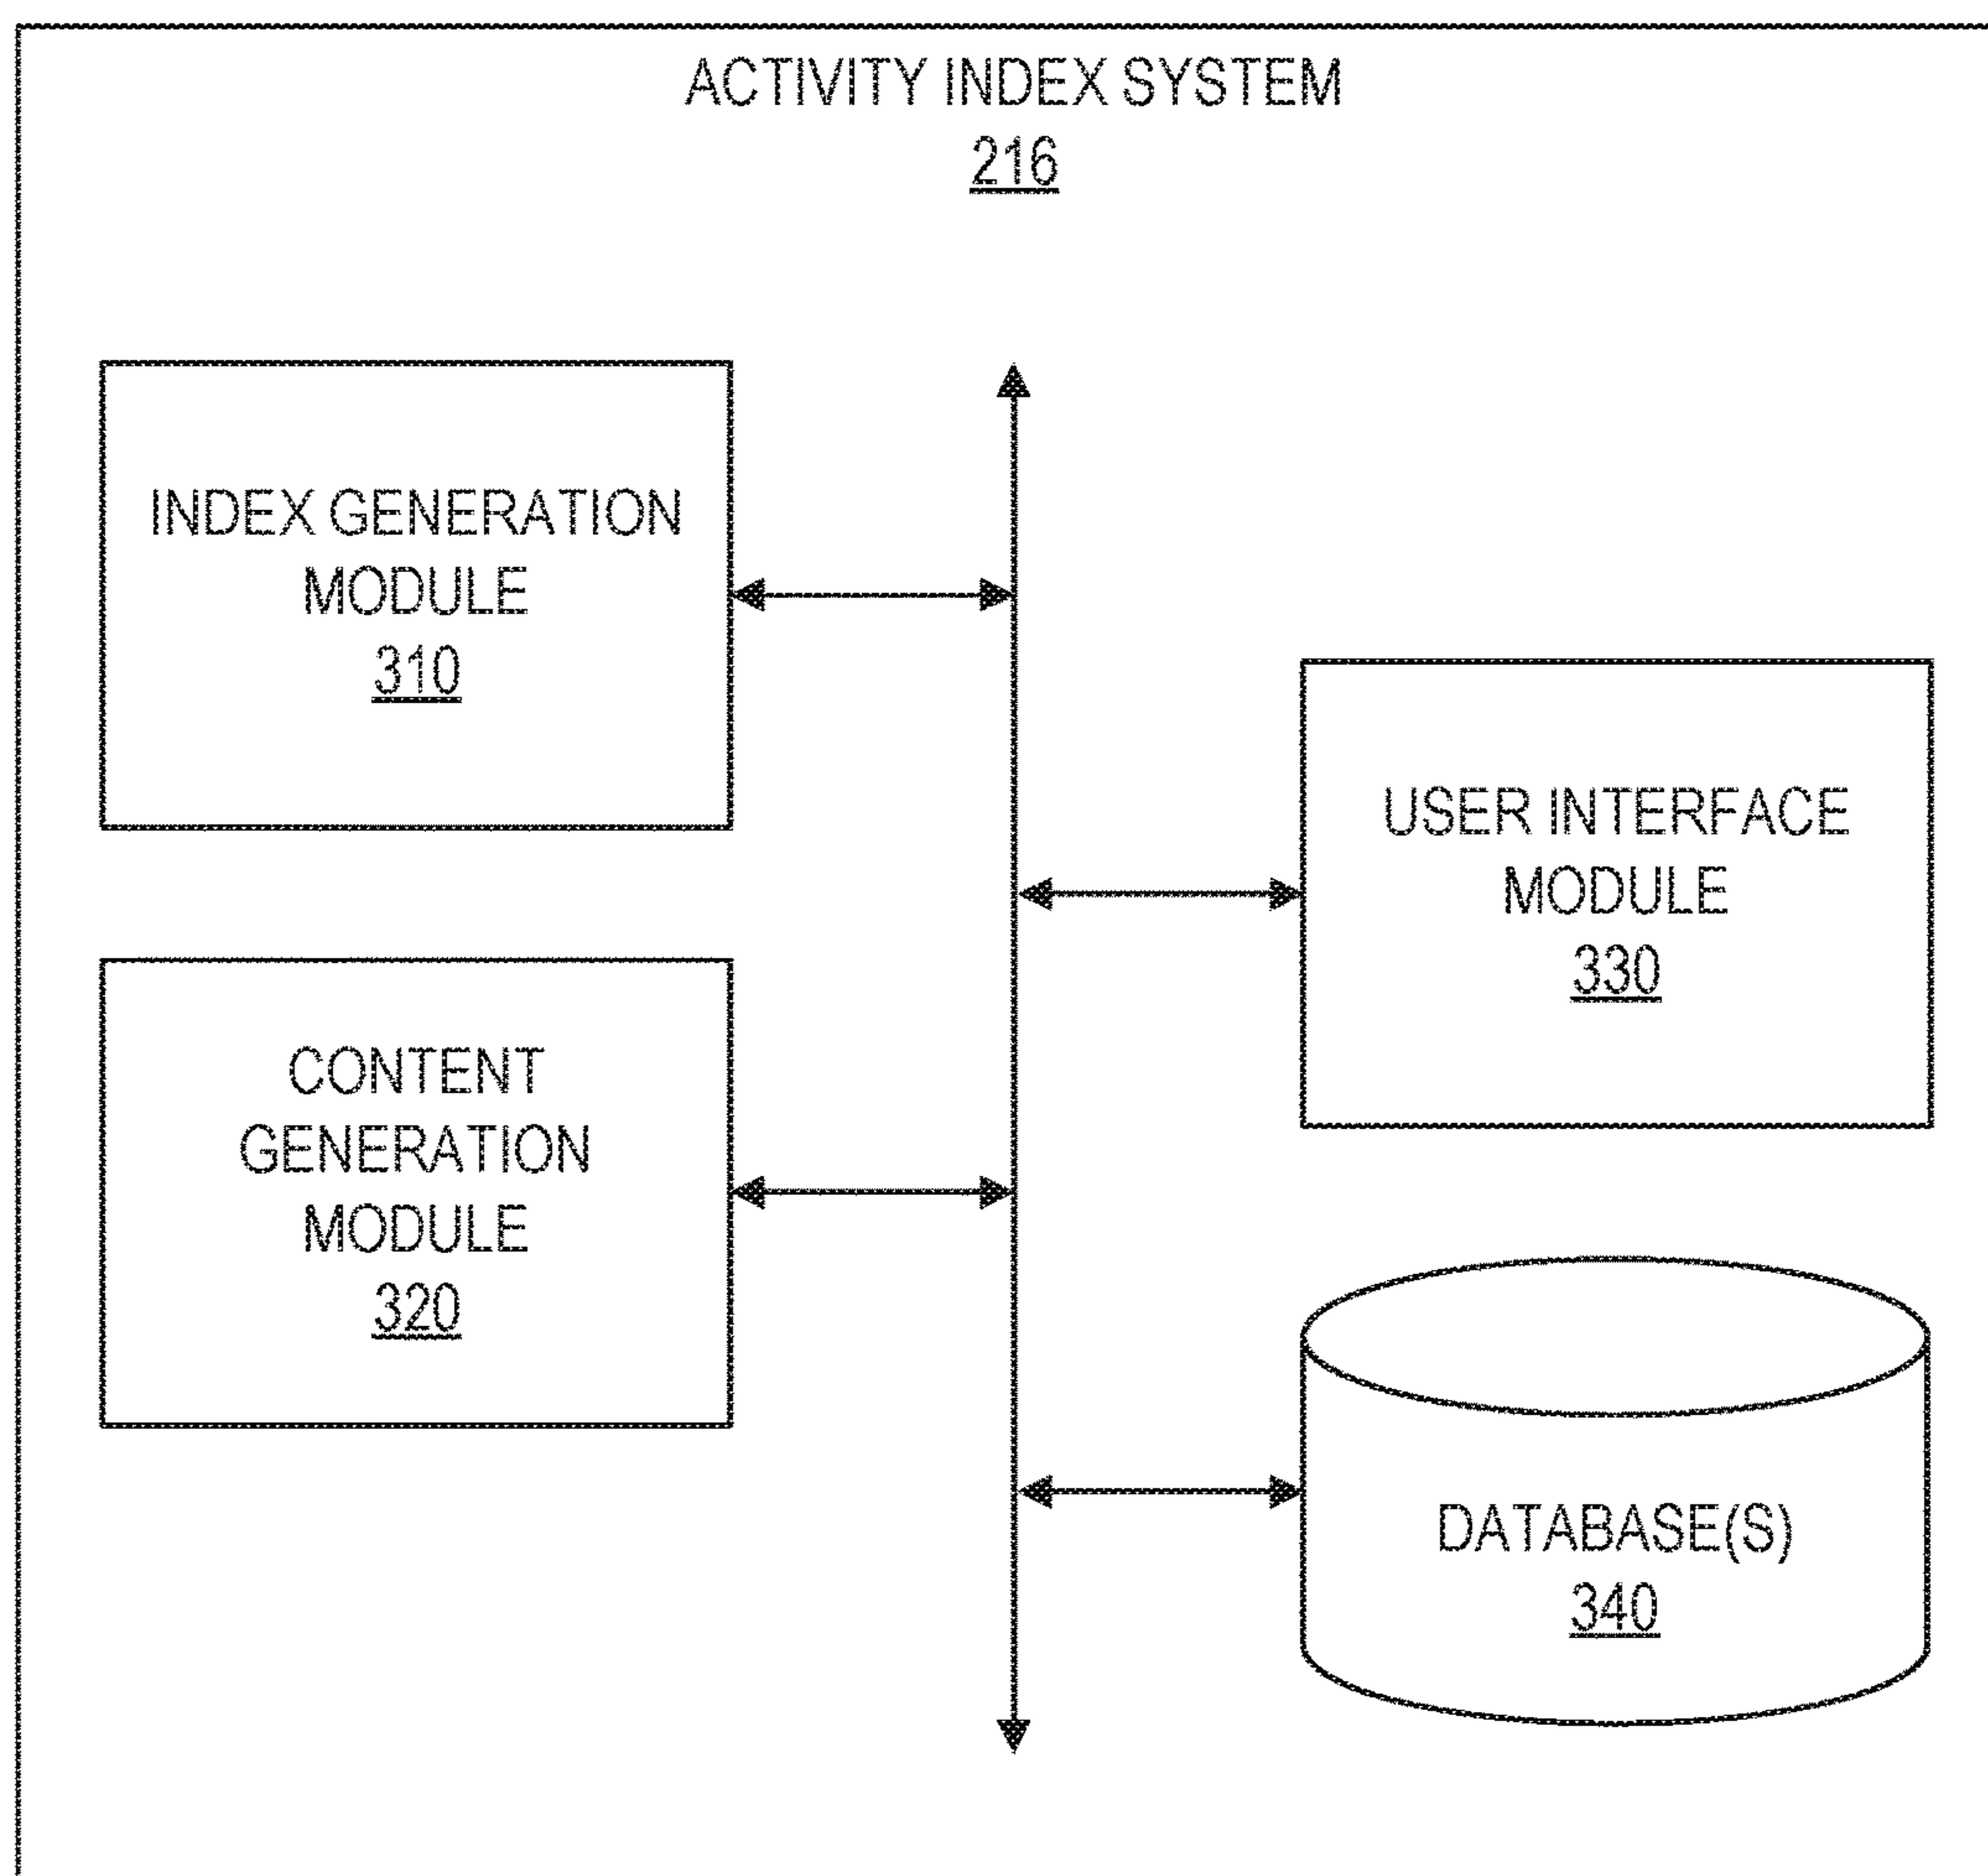 ACTIVITY INDEX SYSTEM
216
INDEX GENERATION
MODULE
310
USER INTERFACE
MODULE
330
CONTENT
GENERATION
MODULE
320
DATABASE(S)
340